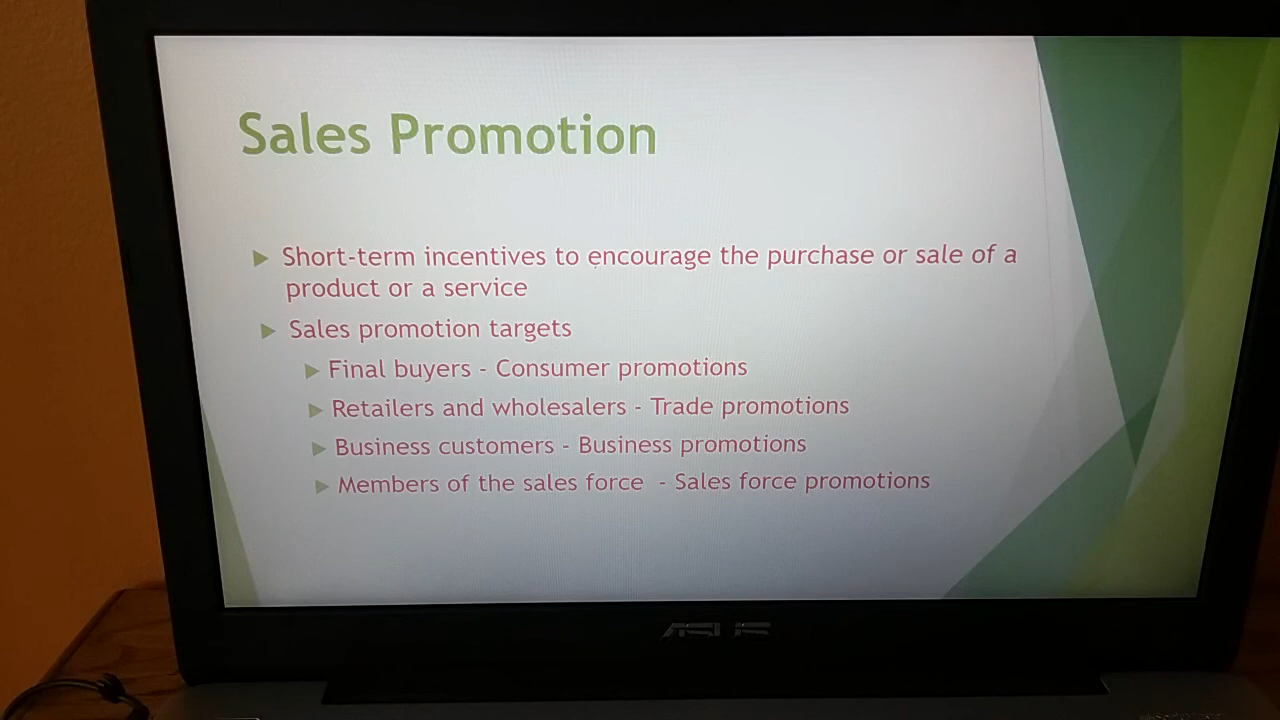 Sales Promotion
Short-term incentives to encourage the purchase or sale of a
product or a service
Sales promotion targets
Final buyers - Consumer promotions
Retailers and wholesalers - Trade promotions
Business customers - Business promotions
Members of the sales force - Sales force promotions
ASUS